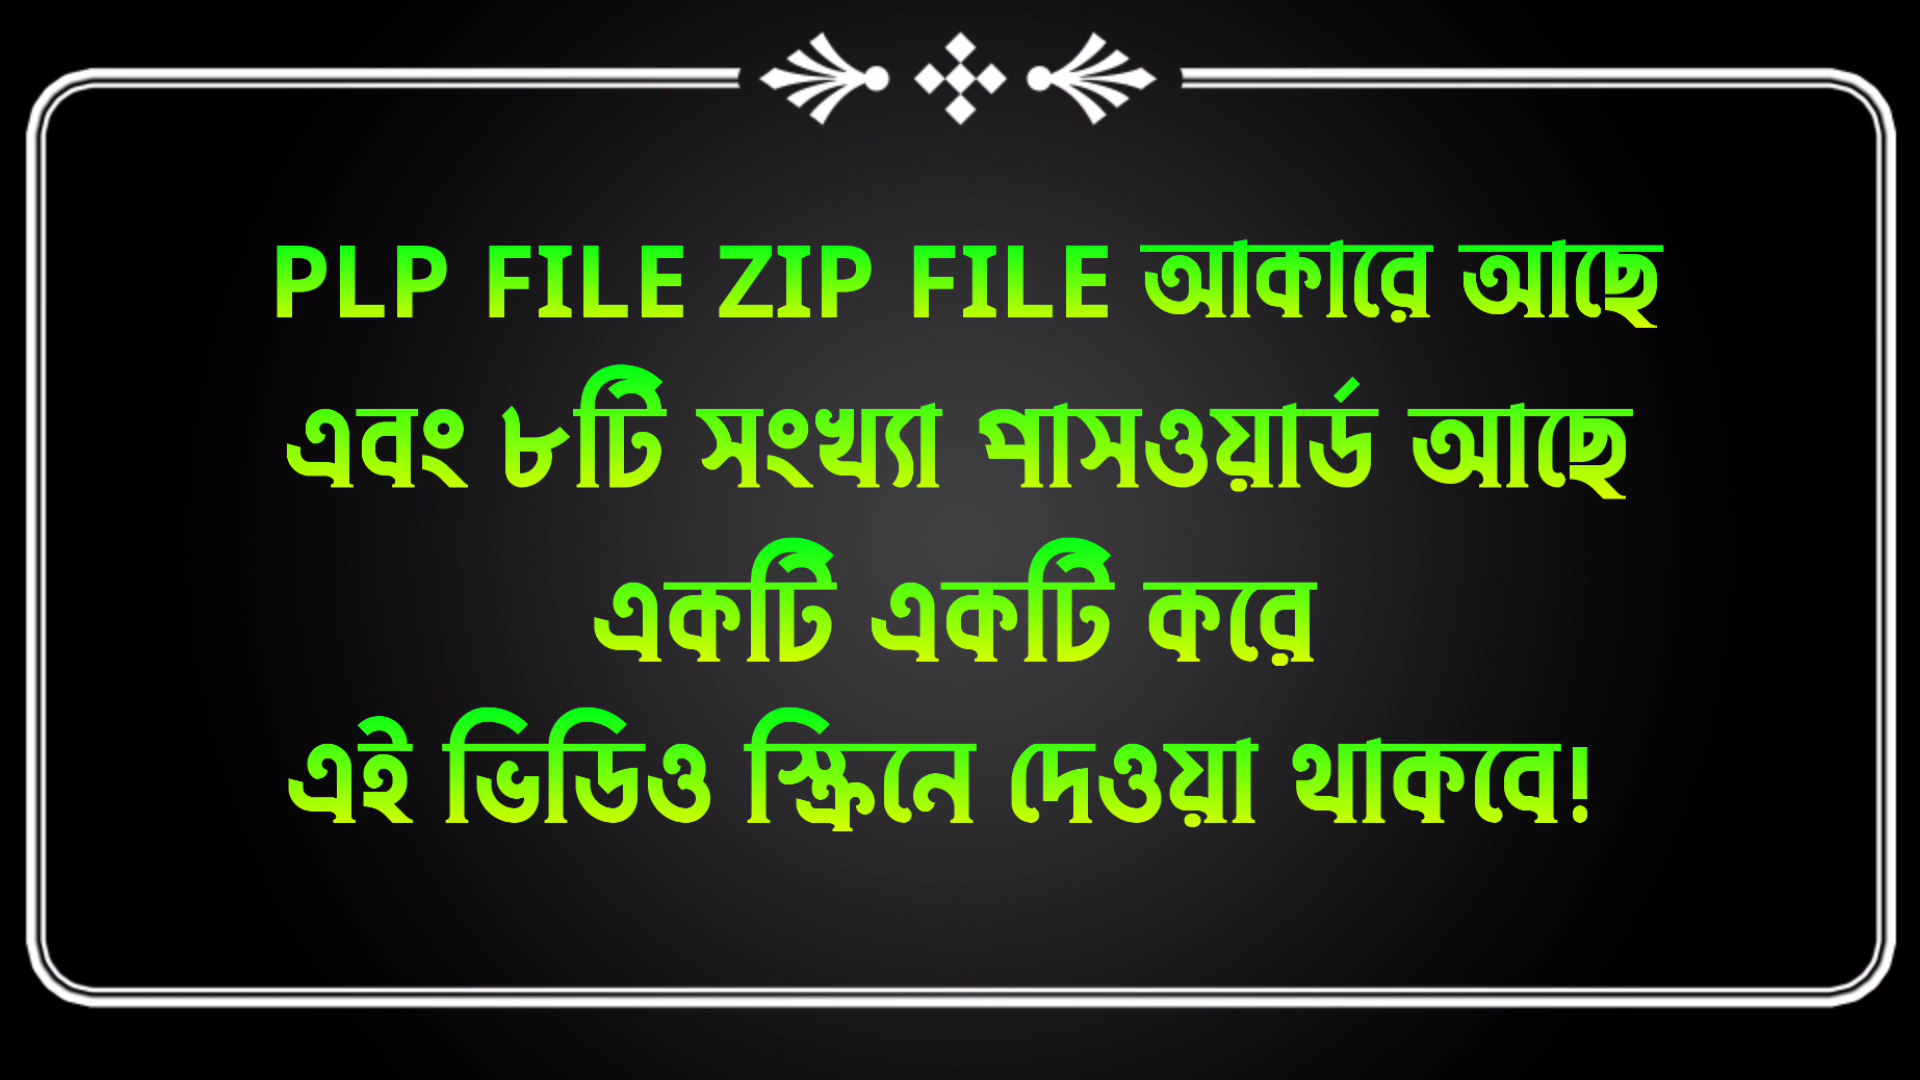 PLP FILE ZIP FILE আকারে আছে
এবং ৮টি সংখ্যা পাসওয়ার্ড আছে
একটি একটি করে
এই ভিডিও স্ক্রিনে দেওয়া থাকবে!